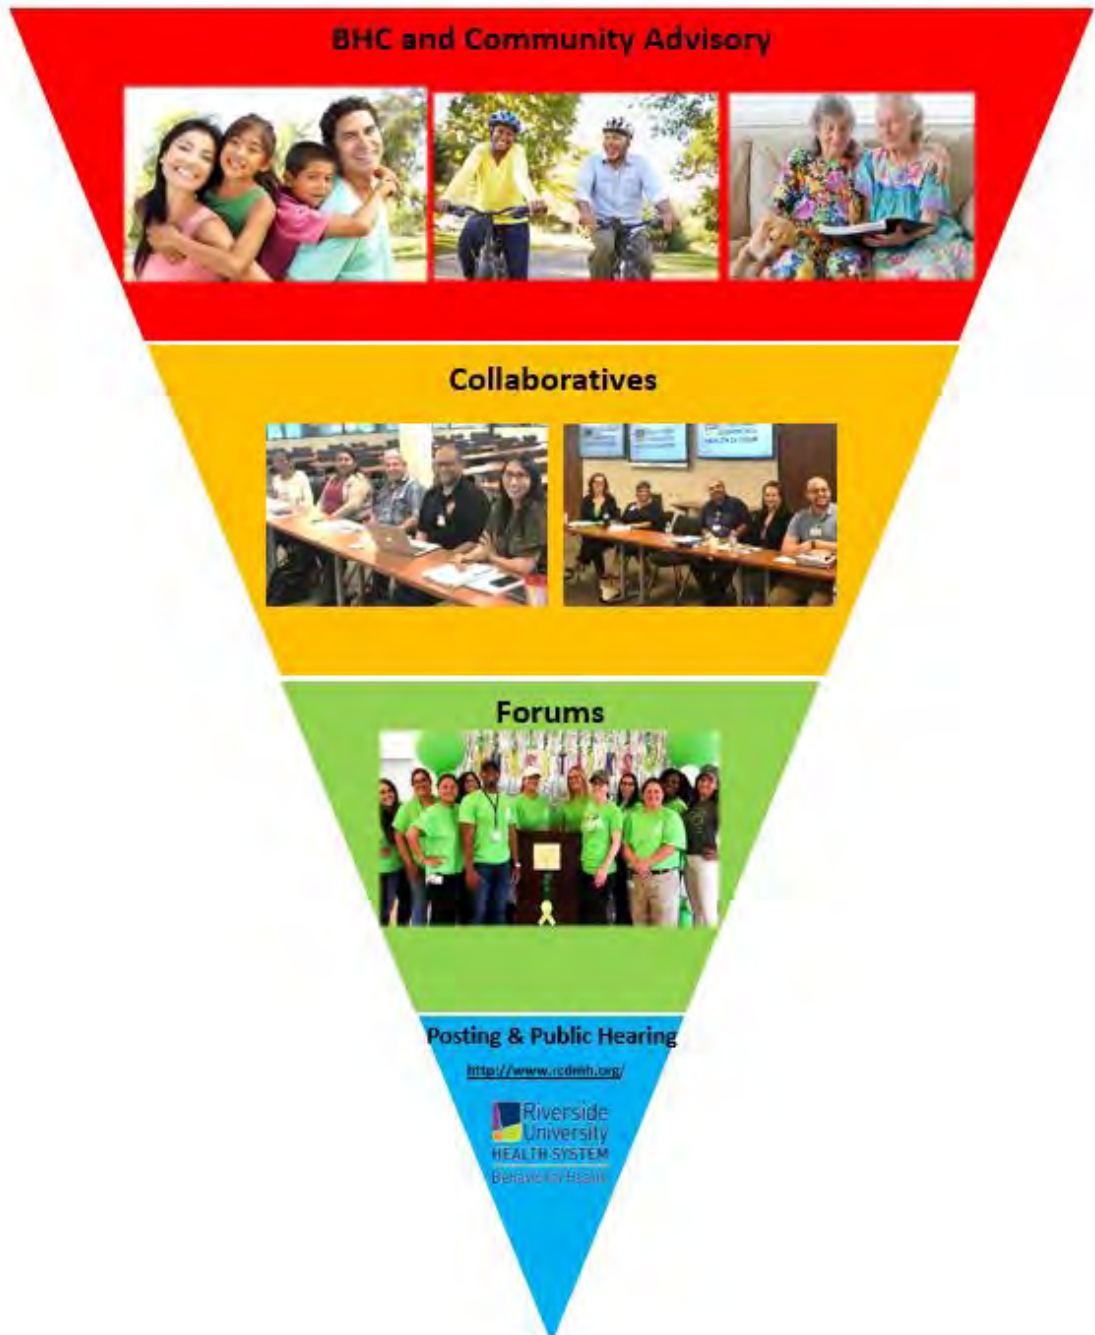 BHC and Community Advisory
Collaboratives
Forums
Posting & Public Hearing
http://www.rcdmh.org/
Riverside
University
HEALTH SYSTEM
Behavioral Health